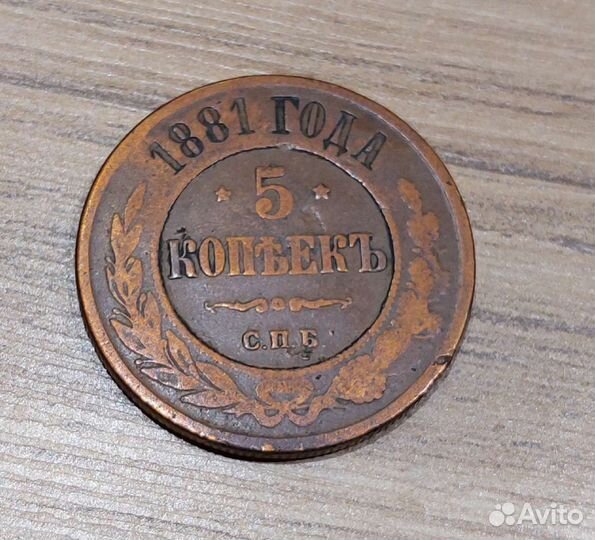 1881 ГОДА
★ 5 ★
КОПѢЕКЪ
С.П.Б.
Avito